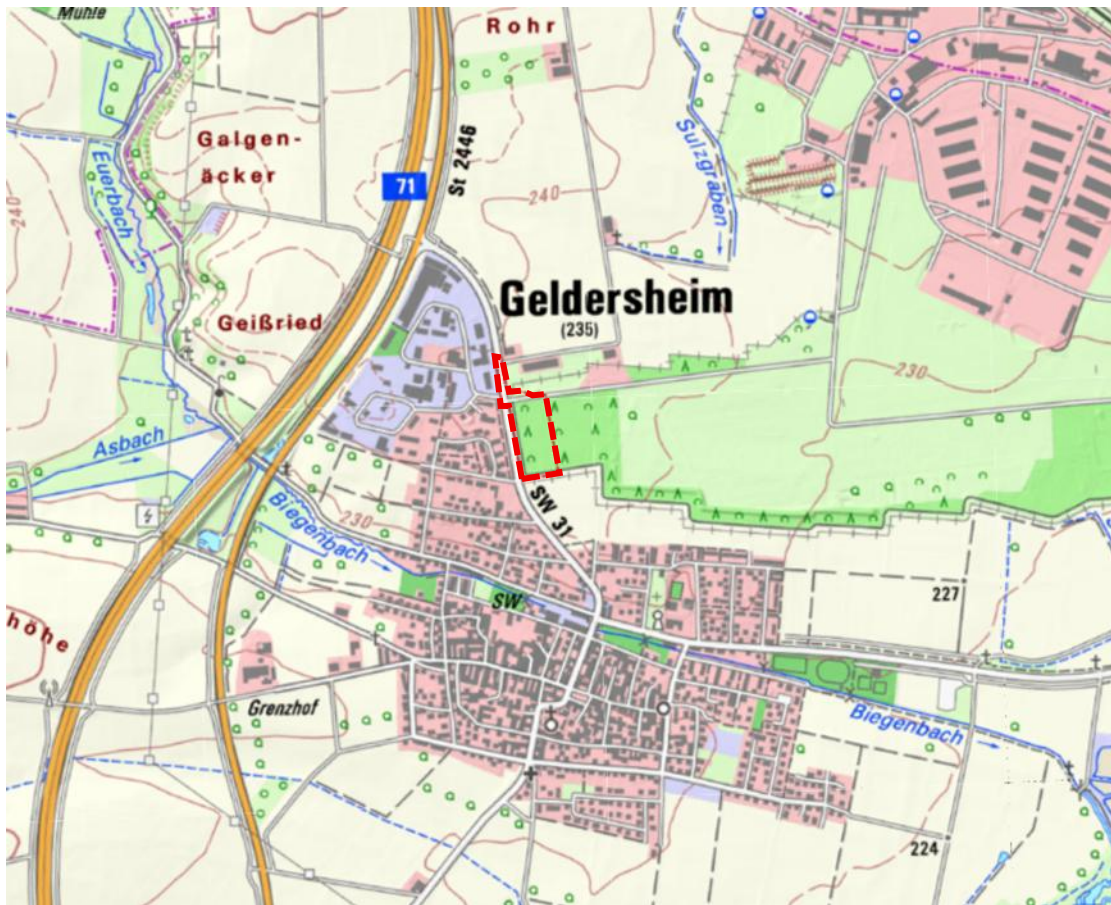 Mühle
Rohr
Galgen-
äcker
St 2446
Sulzgraben
Euerbach
71
240
240
240
Geldersheim
(235)
Geißried
230
Asbach
SW 31
230
Biegenbach
SW
227
höhe
Grenzhof
Biegenbach
224